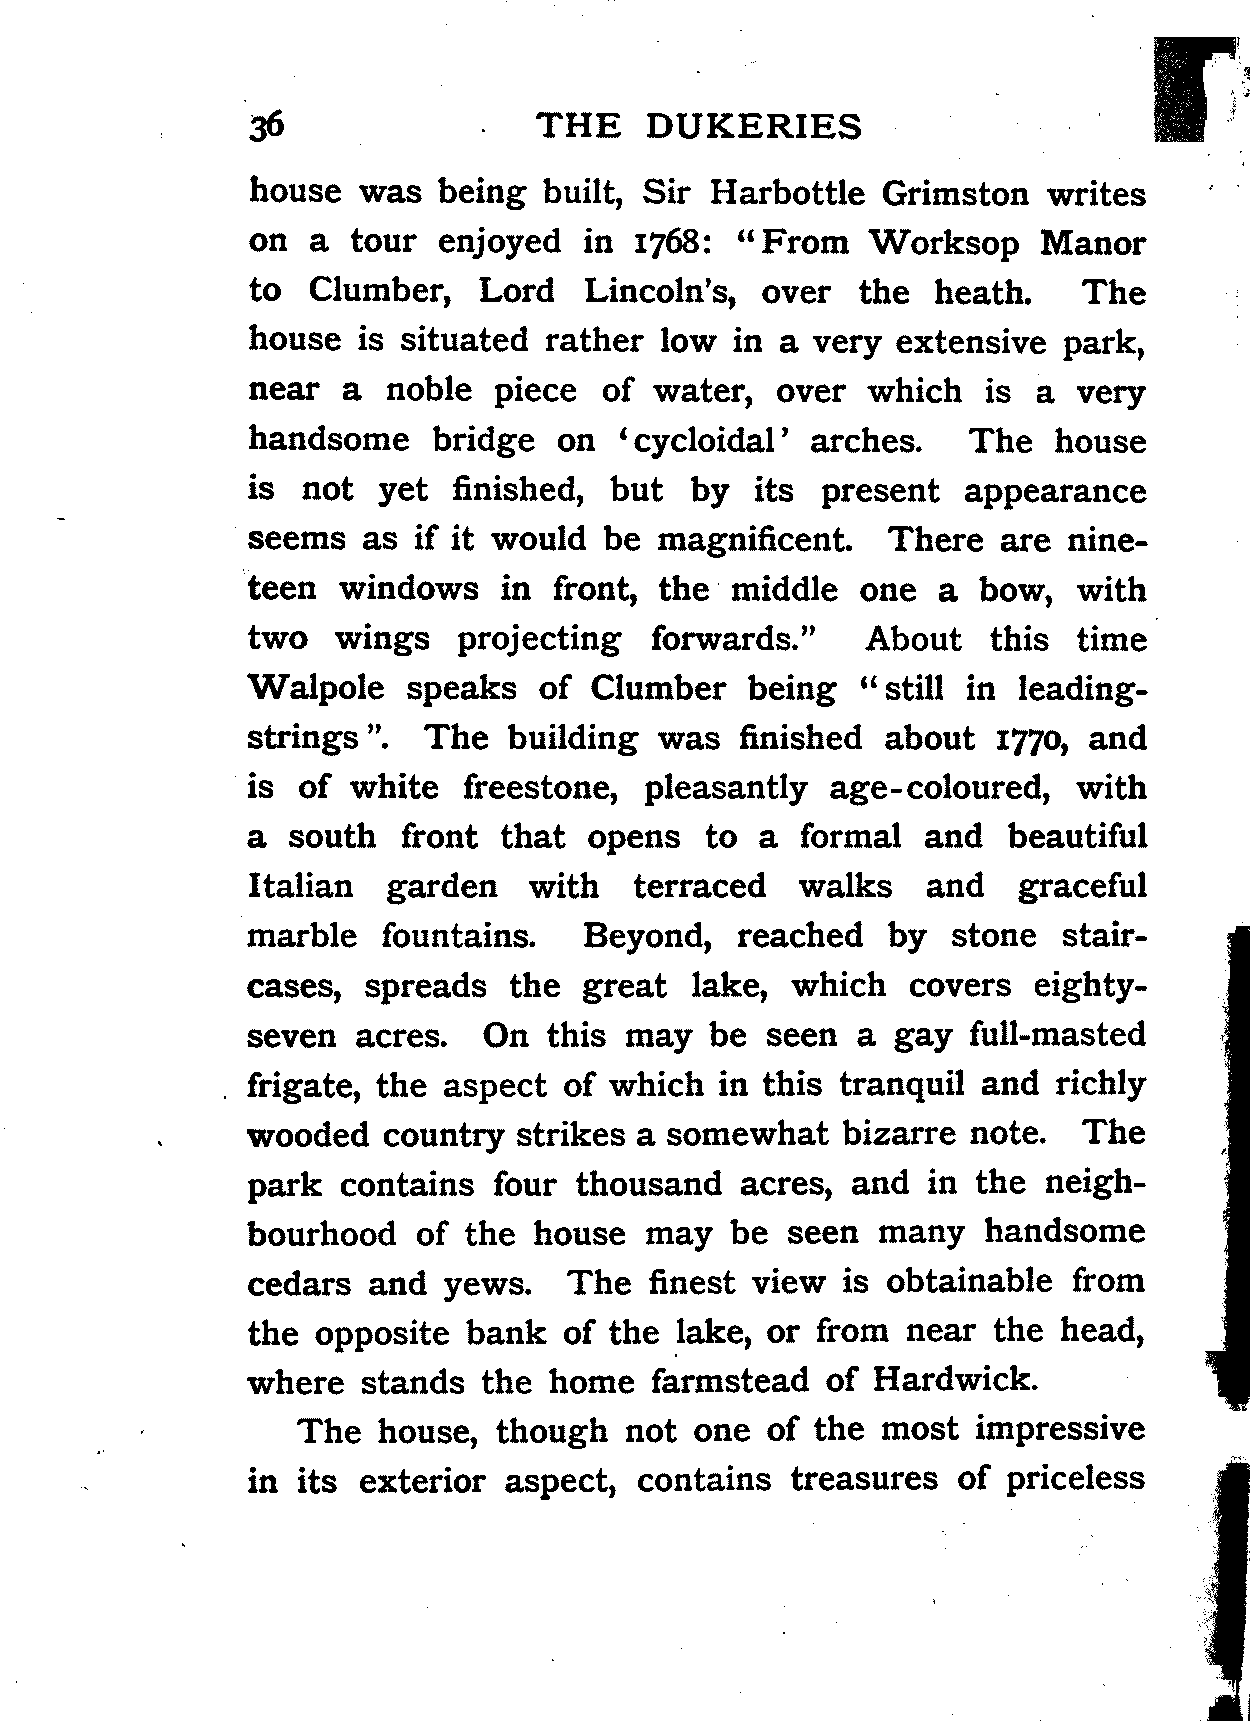 36 THE DUKERIES
house was being built, Sir Harbottle Grimston writes
on a tour enjoyed in 1768: “From Worksop Manor
to Clumber, Lord Lincoln's, over the heath. The
house is situated rather low in a very extensive park,
near a noble piece of water, over which is a very
handsome bridge on ‘cycloidal’ arches. The house
is not yet finished, but by its present appearance
seems as if it would be magnificent. There are nine-
teen windows in front, the middle one a bow, with
two wings projecting forwards.” About this time
Walpole speaks of Clumber being “still in leading-
strings”. The building was finished about 1770, and
is of white freestone, pleasantly age-coloured, with
a south front that opens to a formal and beautiful
Italian garden with terraced walks and graceful
marble fountains. Beyond, reached by stone stair-
cases, spreads the great lake, which covers eighty-
seven acres. On this may be seen a gay full-masted
frigate, the aspect of which in this tranquil and richly
wooded country strikes a somewhat bizarre note. The
park contains four thousand acres, and in the neigh-
bourhood of the house may be seen many handsome
cedars and yews. The finest view is obtainable from
the opposite bank of the lake, or from near the head,
where stands the home farmstead of Hardwick.
The house, though not one of the most impressive
in its exterior aspect, contains treasures of priceless